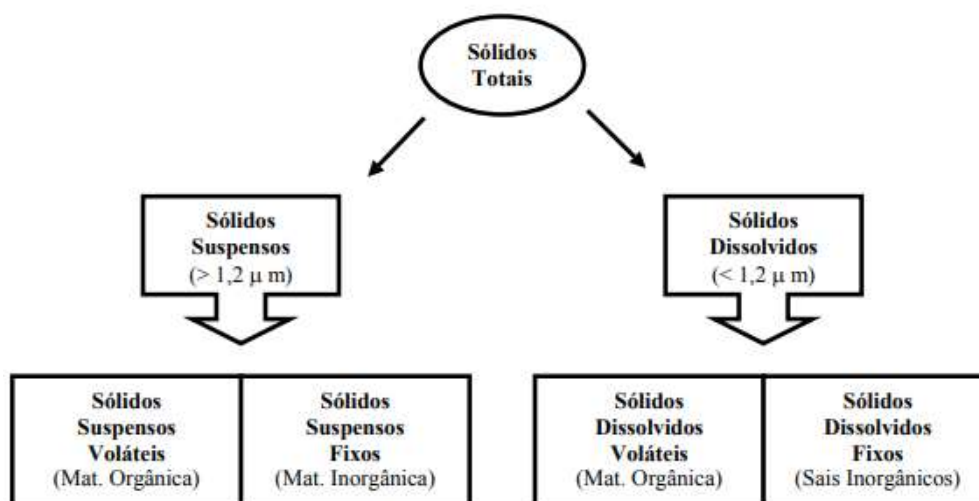 Sólidos
Totais
Sólidos
Suspensos
(> 1,2 μ m)
Sólidos
Dissolvidos
(< 1,2 μ m)
Sólidos
Suspensos
Voláteis
(Mat. Orgânica)
Sólidos
Suspensos
Fixos
(Mat. Inorgânica)
Sólidos
Dissolvidos
Voláteis
(Mat. Orgânica)
Sólidos
Dissolvidos
Fixos
(Sais Inorgânicos)